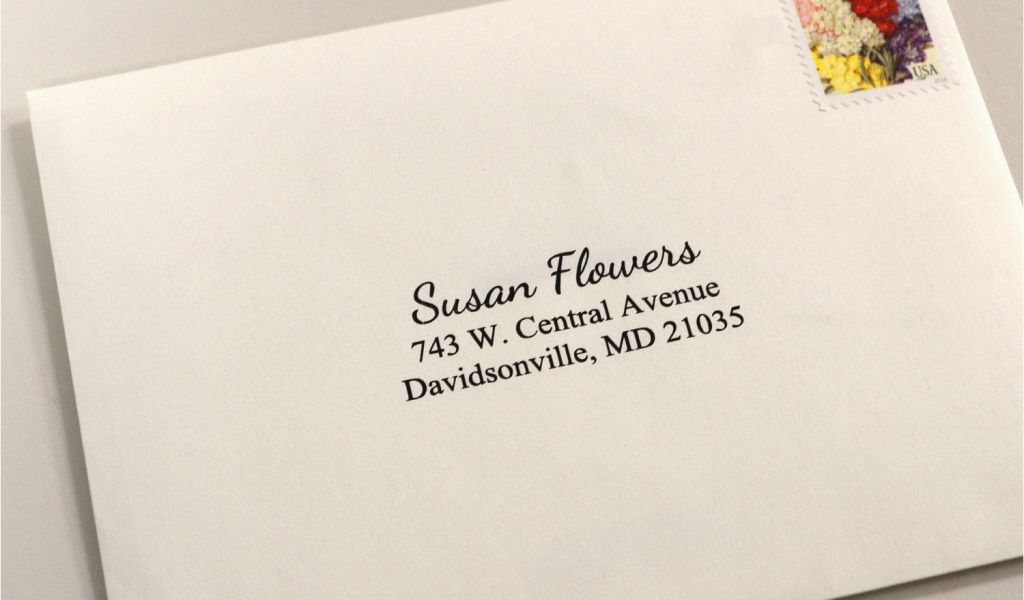 USA
Susan Flowers
743 W. Central Avenue
Davidsonville, MD 21035